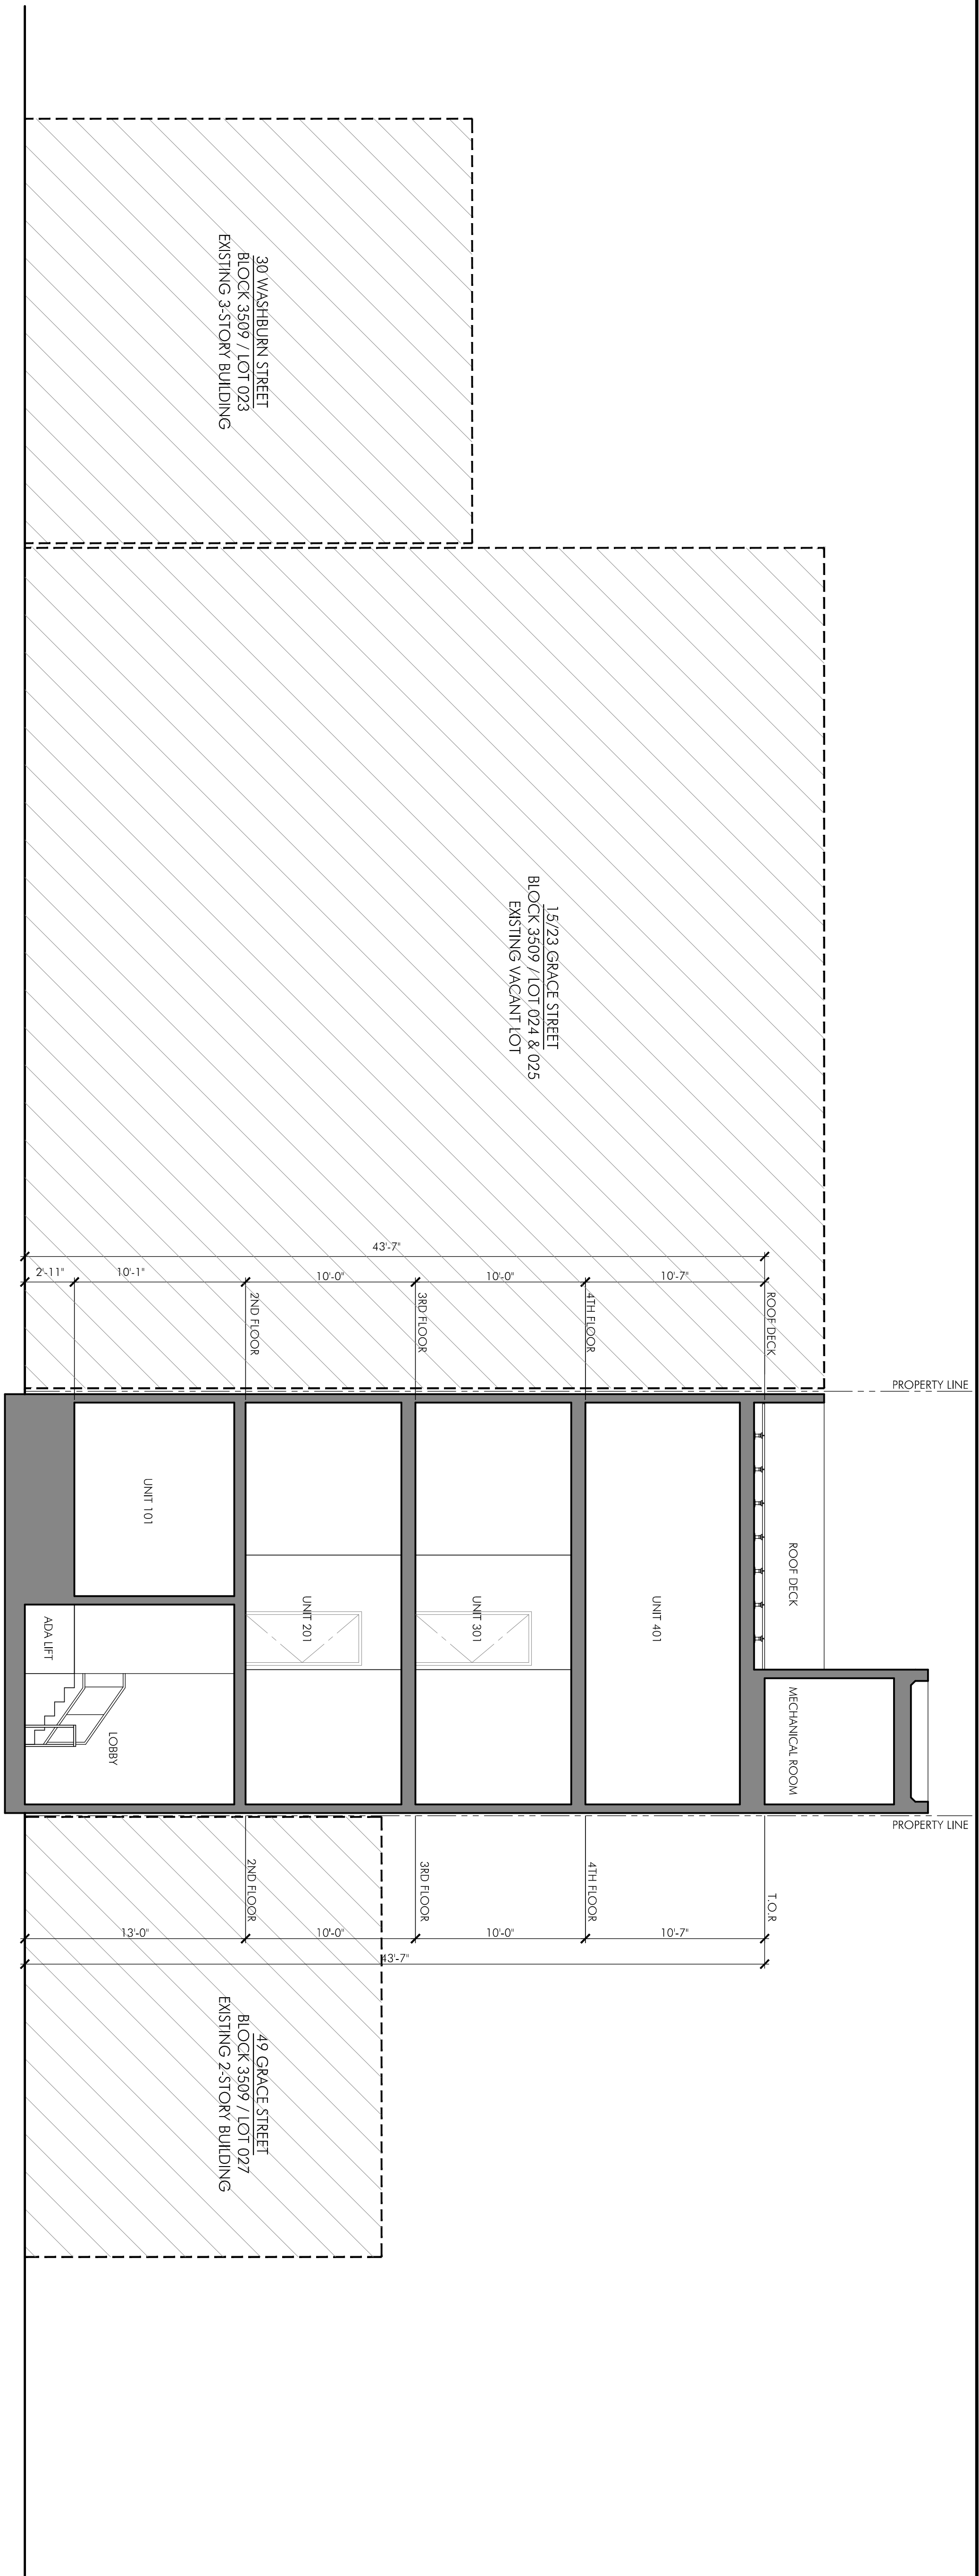 30 WASHBURN STREET
BLOCK 3509 / LOT 023
EXISTING 3-STORY BUILDING
15/23 GRACE STREET
BLOCK 3509 / LOT 024 & 025
EXISTING VACANT LOT
43'-7"
2'-11"
10'-1"
10'-0"
10'-0"
10'-7"
2ND FLOOR
3RD FLOOR
4TH FLOOR
ROOF DECK
PROPERTY LINE
UNIT 101
UNIT 201
UNIT 301
UNIT 401
ROOF DECK
ADA LIFT
LOBBY
MECHANICAL ROOM
PROPERTY LINE
2ND FLOOR
3RD FLOOR
4TH FLOOR
T.O.R
13'-0"
10'-0"
10'-0"
10'-7"
43'-7"
49 GRACE STREET
BLOCK 3509 / LOT 027
EXISTING 2-STORY BUILDING